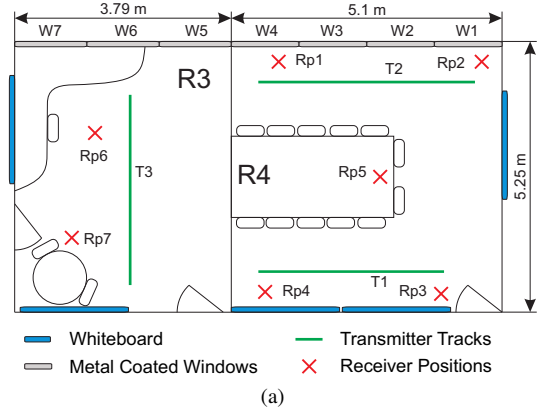 3.79 m 5.1 m
W7 W6 W5 W4 W3 W2 W1
R3 Rp1 T2 Rp2
Rp6 T3 R4 Rp5 5.25 m
Rp7
Rp4 T1 Rp3
Whiteboard Transmitter Tracks
Metal Coated Windows Receiver Positions
(a)